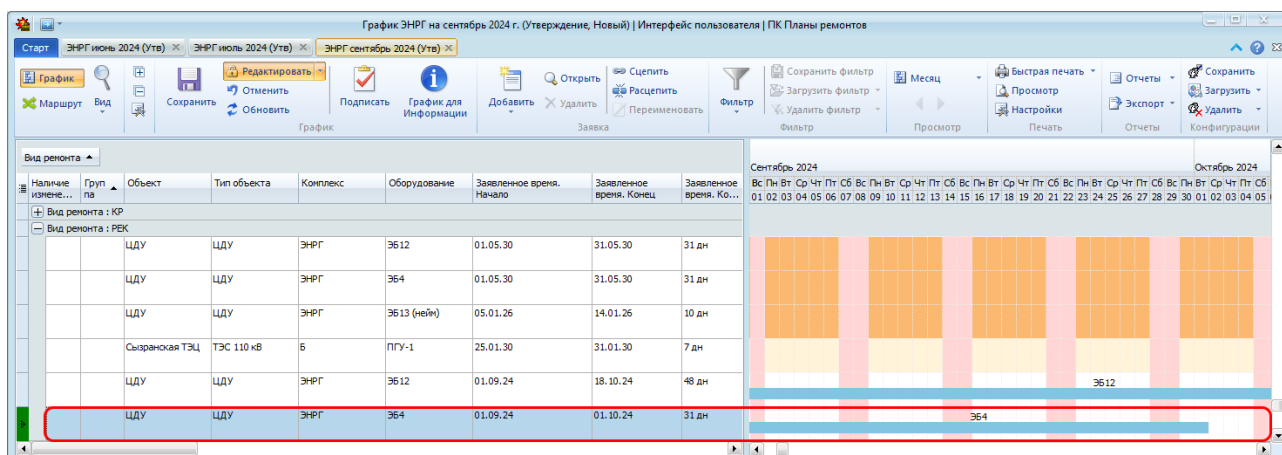 График ЭНРГ на сентябрь 2024 г. (Утверждение, Новый) | Интерфейс пользователя | ПК Планы ремонтов
Старт ЭНРГ июнь 2024 (Утв) ЭНРГ июль 2024 (Утв) ЭНРГ сентябрь 2024 (Утв)
График Редактировать Сцепить Сохранить фильтр Месяц Быстрая печать Отчеты Сохранить
Отменить Открыть Расцепить Загрузить фильтр Просмотр Загрузить
Маршрут Вид Сохранить Обновить Подписать График для Информации Добавить Удалить Переименовать Фильтр Удалить фильтр Настройки Экспорт Удалить
График Заявка Фильтр Просмотр Печать Отчеты Конфигурации
Вид ремонта
Сентябрь 2024 Октябрь 2024
Наличие измене... Груп па Объект Тип объекта Комплекс Оборудование Заявленное время. Начало Заявленное время. Конец Заявленное время. Ко... Вс Пн Вт Ср Чт Пт Сб Вс Пн Вт Ср Чт Пт Сб Вс Пн Вт Ср Чт Пт Сб Вс Пн Вт Ср Чт Пт Сб Вс Пн Вт Ср Чт Пт Сб
01 02 03 04 05 06 07 08 09 10 11 12 13 14 15 16 17 18 19 20 21 22 23 24 25 26 27 28 29 30 01 02 03 04 05
Вид ремонта : КР
Вид ремонта : РЕК
ЦДУ ЦДУ ЭНРГ ЭБ12 01.05.30 31.05.30 31 дн
ЦДУ ЦДУ ЭНРГ ЭБ4 01.05.30 31.05.30 31 дн
ЦДУ ЦДУ ЭНРГ ЭБ13 (нейм) 05.01.26 14.01.26 10 дн
Сызранская ТЭЦ ТЭС 110 кВ Б ПГУ-1 25.01.30 31.01.30 7 дн
ЦДУ ЦДУ ЭНРГ ЭБ12 01.09.24 18.10.24 48 дн ЭБ12
ЦДУ ЦДУ ЭНРГ ЭБ4 01.09.24 01.10.24 31 дн ЭБ4